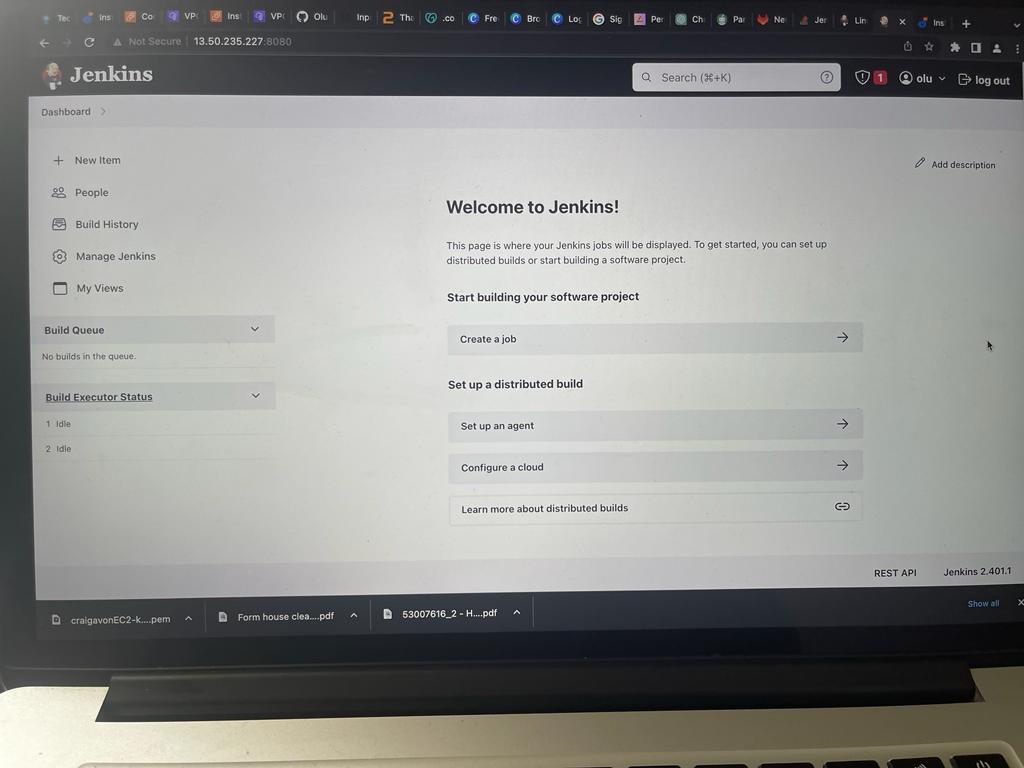 Tec
Ins
Co
VP
Ins
VP
Olu
Inp
Tha
.co
Fre
Bro
Log
Sig
Per
Ch
Par
Ne
Jer
Lin
Ins
Not Secure
13.50.235.227:8080
Jenkins
Search (⌘+K)
1
olu
log out
Dashboard
New Item
People
Build History
Manage Jenkins
My Views
Build Queue
No builds in the queue.
Build Executor Status
1 Idle
2 Idle
Add description
Welcome to Jenkins!
This page is where your Jenkins jobs will be displayed. To get started, you can set up
distributed builds or start building a software project.
Start building your software project
Create a job
Set up a distributed build
Set up an agent
Configure a cloud
Learn more about distributed builds
REST API
Jenkins 2.401.1
craigavonEC2-k....pem
Form house clea....pdf
53007616_2 - H....pdf
Show all